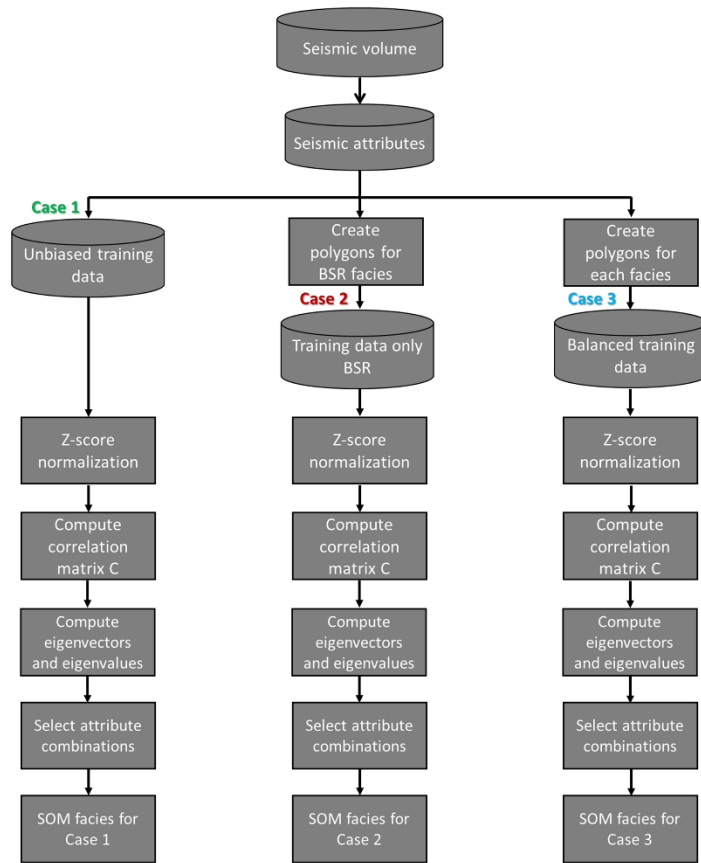 Seismic volume
Seismic attributes
Case 1
Unbiased training
data
Z-score
normalization
Compute
correlation
matrix C
Compute
eigenvectors
and eigenvalues
Select attribute
combinations
SOM facies for
Case 1
Create
polygons for
BSR facies
Case 2
Training data only
BSR
Z-score
normalization
Compute
correlation
matrix C
Compute
eigenvectors
and eigenvalues
Select attribute
combinations
SOM facies for
Case 2
Create
polygons for
each facies
Case 3
Balanced training
data
Z-score
normalization
Compute
correlation
matrix C
Compute
eigenvectors
and eigenvalues
Select attribute
combinations
SOM facies for
Case 3